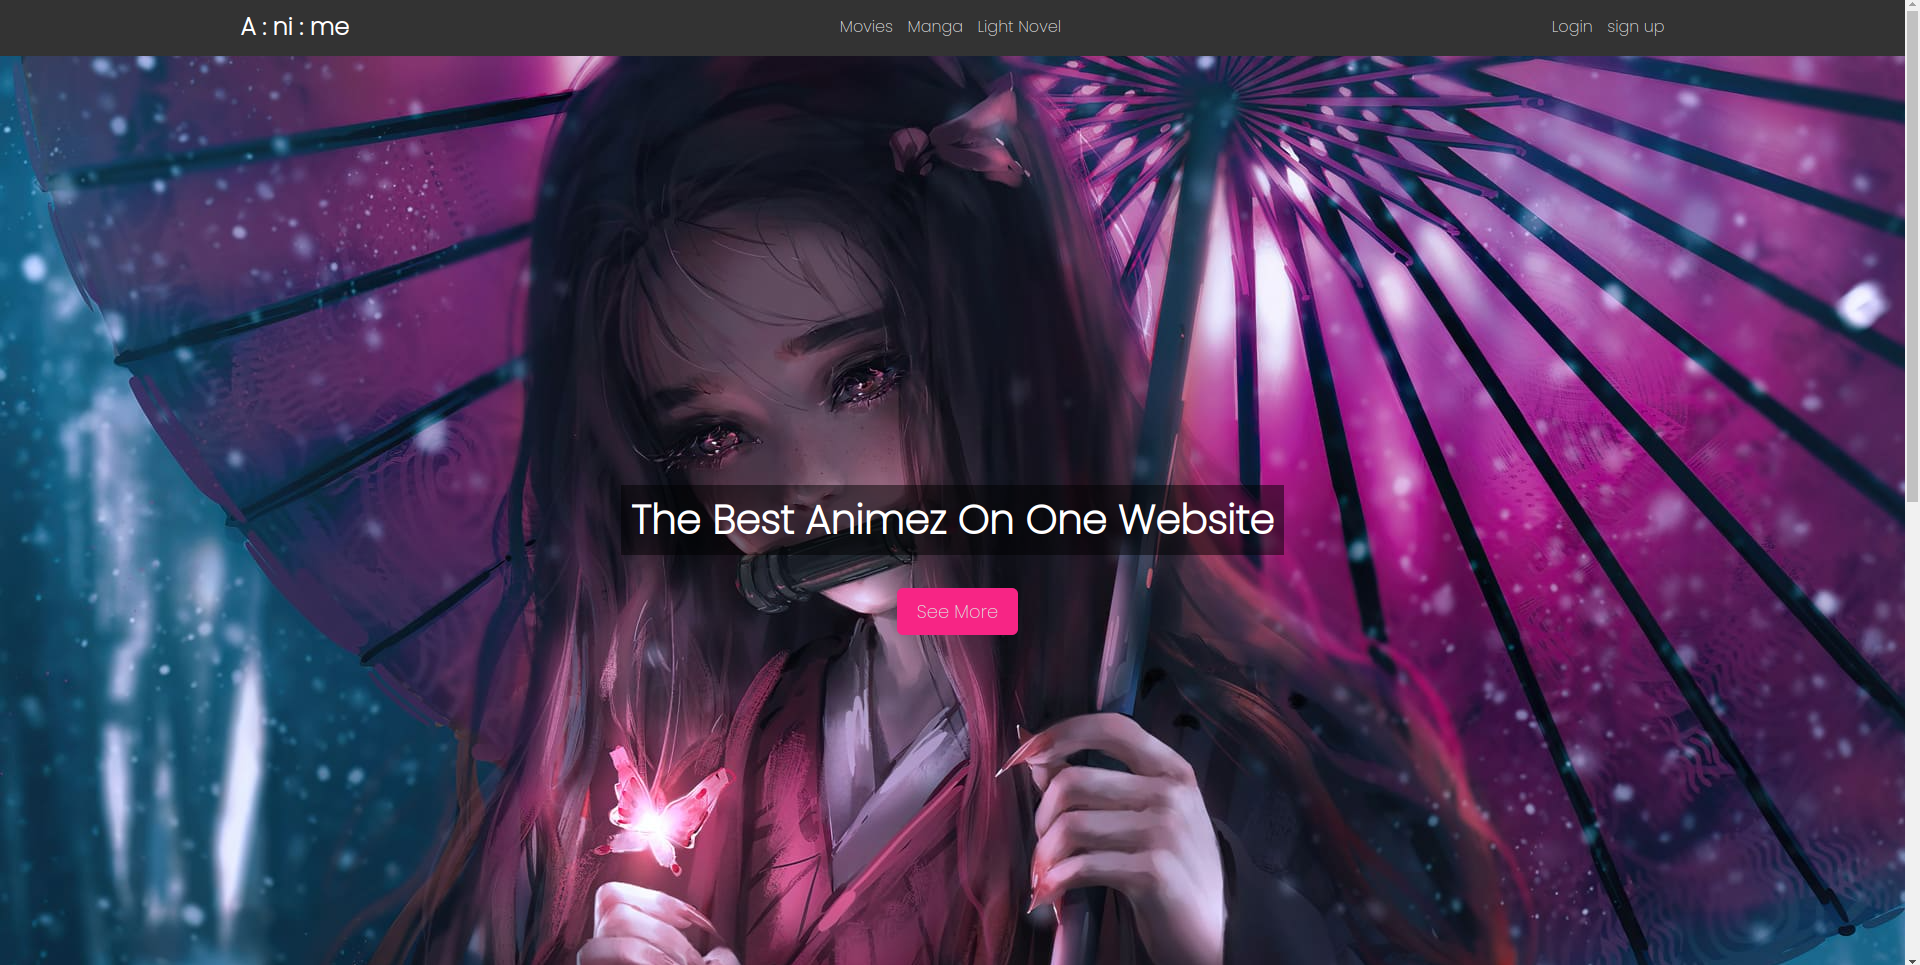 A : ni : me
Movies Manga Light Novel
Login sign up
The Best Animez On One Website
See More